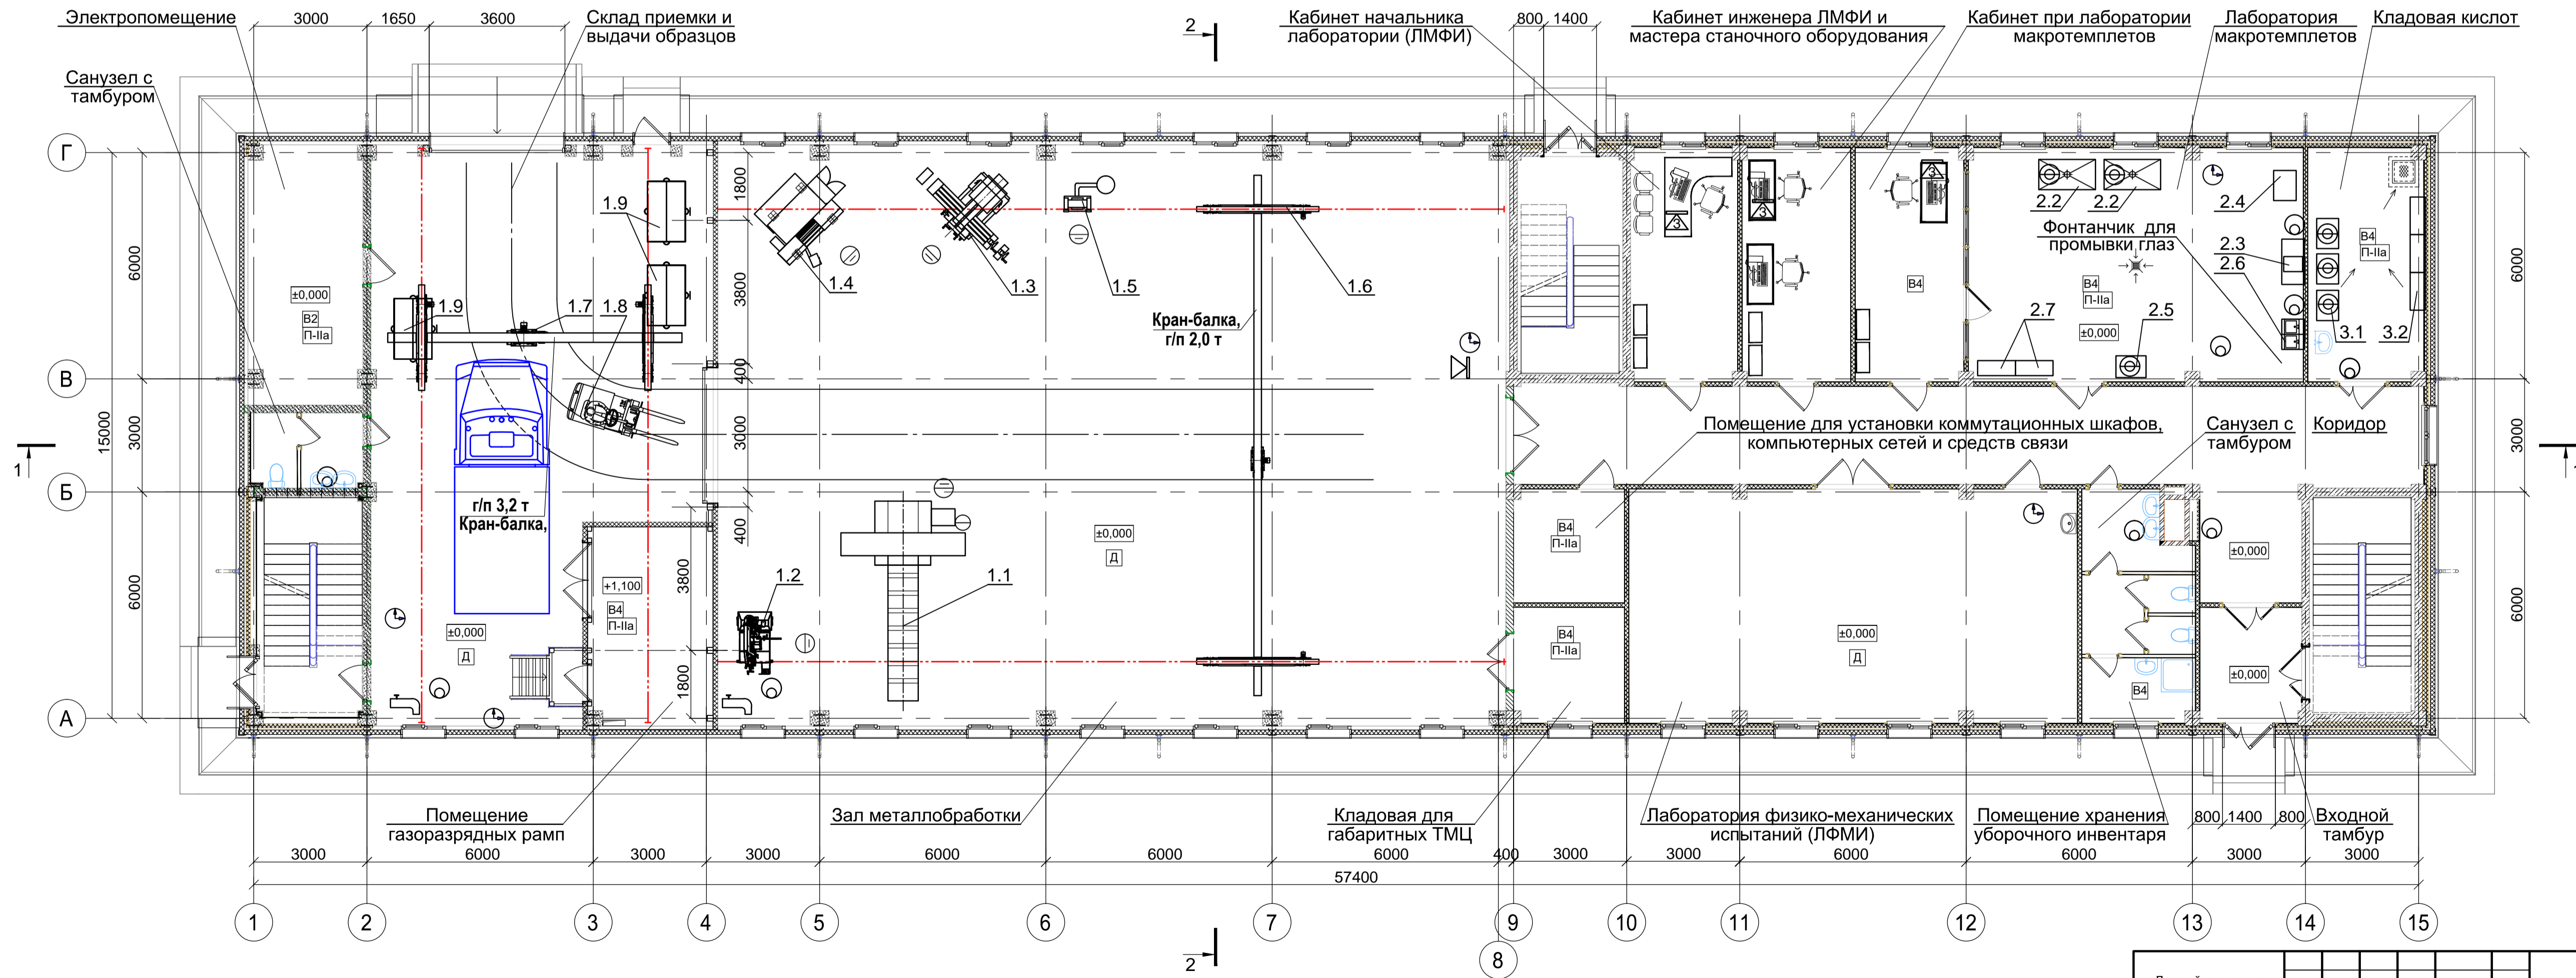 Электропомещение
3000
1650
3600
Склад приемки и
выдачи образцов
2
Кабинет начальника
лаборатории (ЛМФИ)
800
1400
Кабинет инженера ЛМФИ и
мастера станочного оборудования
Кабинет при лаборатории
макротемплетов
Лаборатория
макротемплетов
Кладовая кислот
Санузел с
тамбуром
Г
В
Б
А
15000
6000
3000
6000
1
±0,000
В2
П-IIа
1.9
1.9
1.7
1.8
г/п 3,2 т
Кран-балка,
±0,000
Д
+1,100
В4
П-IIа
1800
3800
400
3000
400
3800
1800
1.4
1.3
1.5
1.6
Кран-балка,
г/п 2,0 т
1.2
1.1
±0,000
Д
3
3
3
В4
2.2
2.2
2.4
Фонтанчик для
промывки глаз
2.3
2.6
В4
П-IIа
±0,000
2.7
2.5
В4
П-IIа
3.1
3.2
6000
3000
6000
Помещение для установки коммутационных шкафов,
компьютерных сетей и средств связи
Санузел с
тамбуром
Коридор
В4
П-IIа
В4
П-IIа
±0,000
Д
В4
±0,000
±0,000
Помещение
газоразрядных рамп
Зал металлобработки
Кладовая для
габаритных ТМЦ
Лаборатория физико-механических
испытаний (ЛФМИ)
Помещение хранения
уборочного инвентаря
800
1400
800
Входной
тамбур
3000
6000
3000
3000
6000
6000
6000
400
3000
3000
6000
6000
3000
3000
57400
1
2
3
4
5
6
7
8
9
10
11
12
13
14
15
2